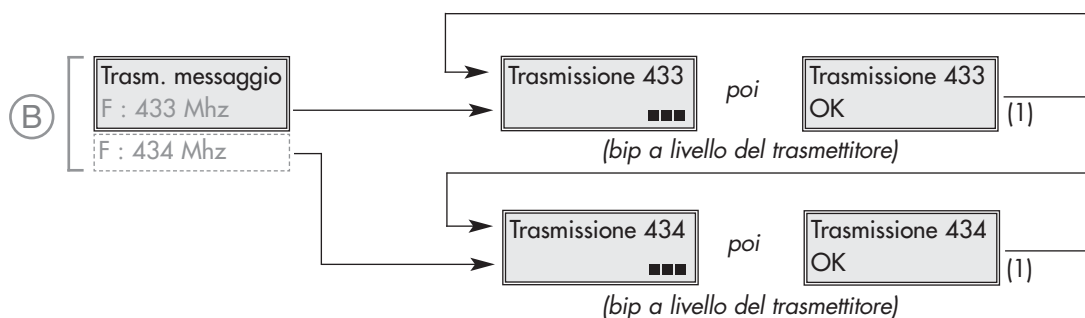 B
Trasm. messaggio
F : 433 Mhz
F : 434 Mhz
Trasmissione 433
poi
Trasmissione 433
OK
(1)
(bip a livello del trasmettitore)
Trasmissione 434
poi
Trasmissione 434
OK
(1)
(bip a livello del trasmettitore)